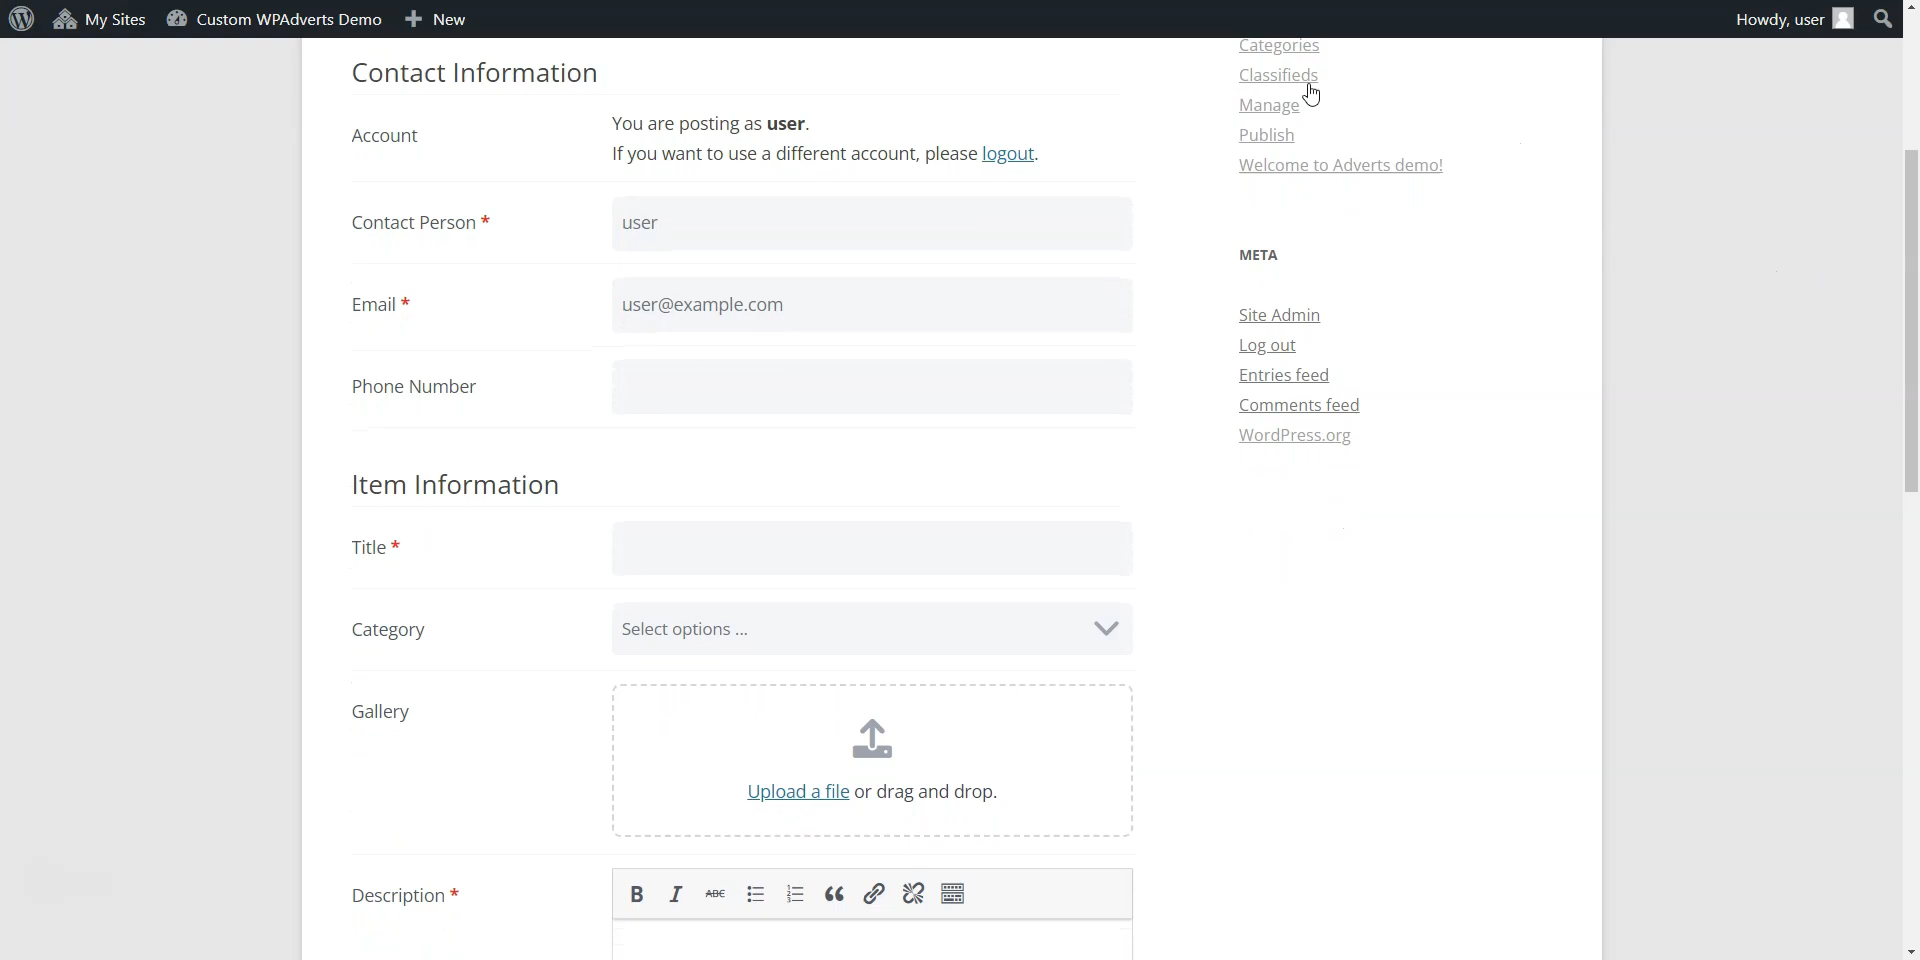 My Sites Custom WPAdverts Demo New Howdy, user
Contact Information
Account
You are posting as user.
If you want to use a different account, please logout.
Contact Person * user
Email * user@example.com
Phone Number
Item Information
Title *
Category Select options ...
Gallery
Upload a file or drag and drop.
Description * B I ABC
Categories
Classifieds
Manage
Publish
Welcome to Adverts demo!
META
Site Admin
Log out
Entries feed
Comments feed
WordPress.org